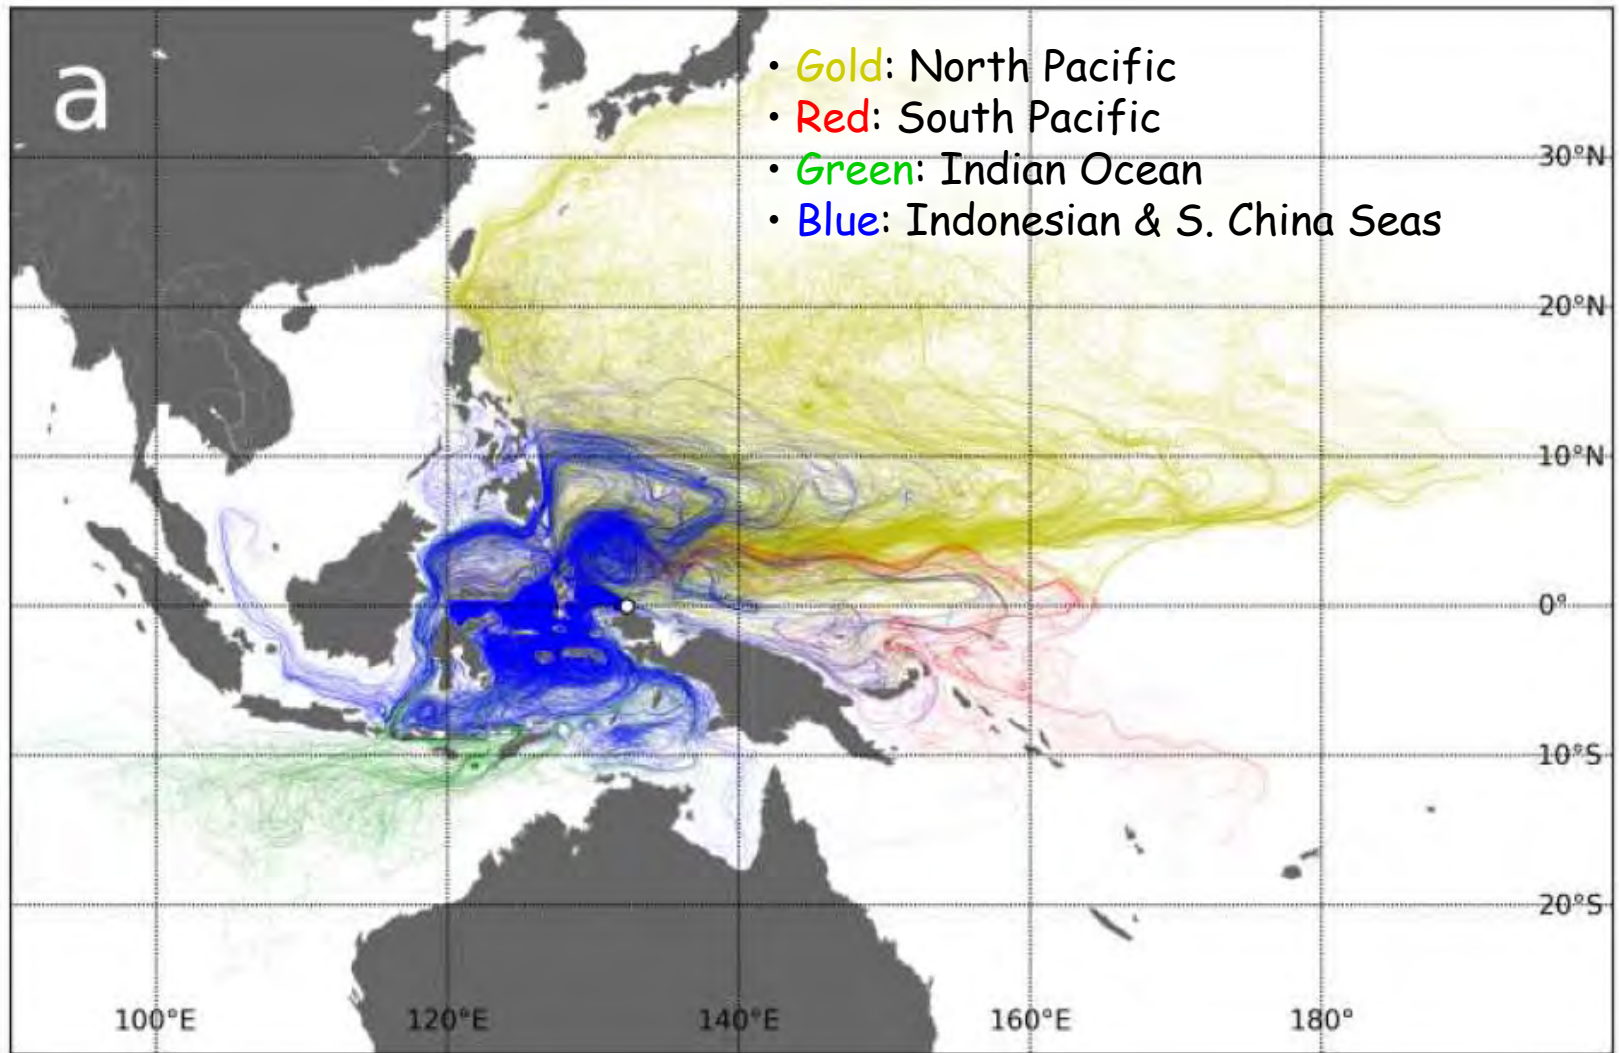 a
• Gold: North Pacific
• Red: South Pacific
• Green: Indian Ocean
• Blue: Indonesian & S. China Seas
30°N
20°N
10°N
0°
10°S
20°S
100°E 120°E 140°E 160°E 180°